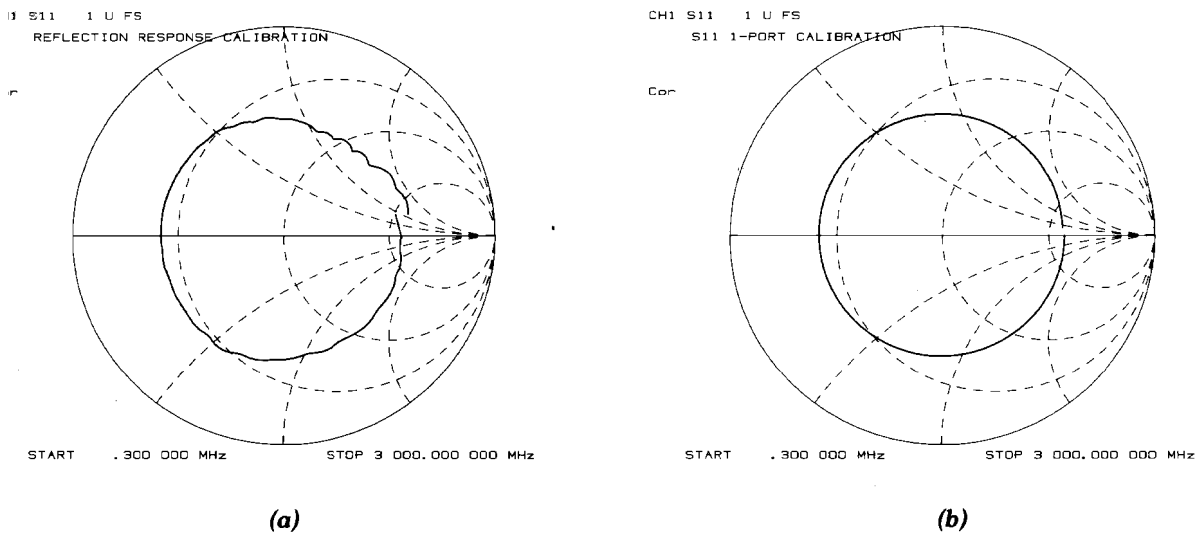 S11 1 U FS
REFLECTION RESPONSE CALIBRATION
START .300 000 MHz STOP 3 000.000 000 MHz
(a)
CH1 S11 1 U FS
S11 1-PORT CALIBRATION
Cor
START .300 000 MHz STOP 3 000.000 000 MHz
(b)